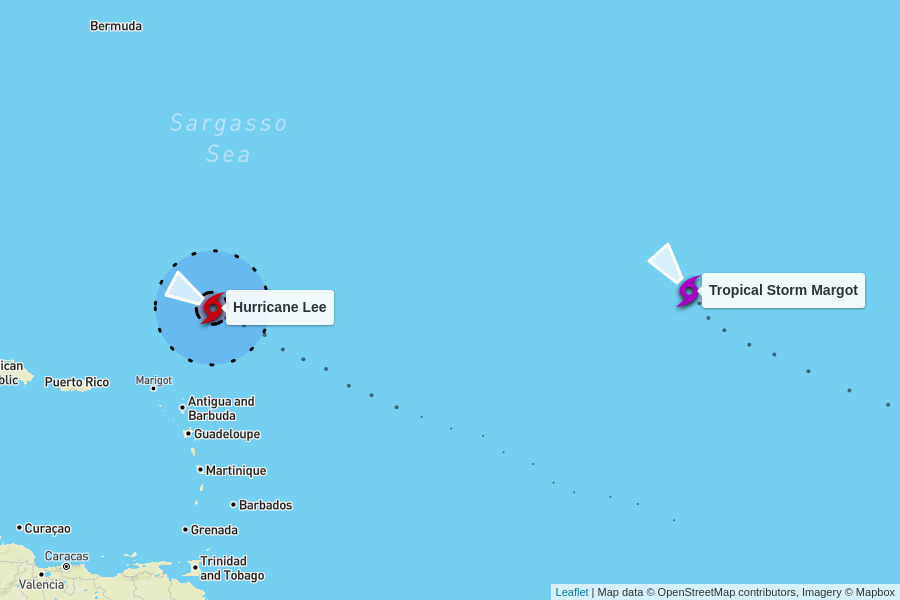 Bermuda
Sargasso
Sea
Hurricane Lee
Tropical Storm Margot
ican
blic
Puerto Rico
Marigot
Antigua and
Barbuda
Guadeloupe
Martinique
Barbados
Curaçao
Grenada
Caracas
Trinidad
and Tobago
Valencia
Leaflet | Map data © OpenStreetMap contributors, Imagery © Mapbox